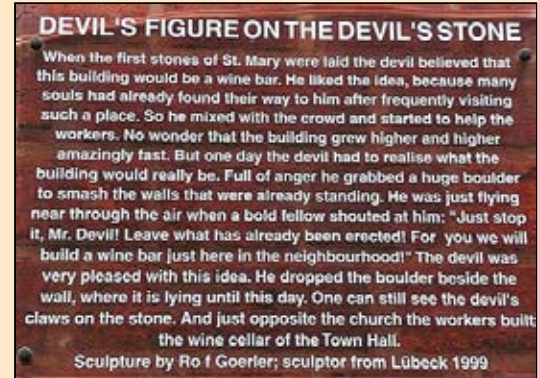 DEVIL'S FIGURE ON THE DEVIL'S STONE
When the first stones of St. Mary were laid the devil believed that
this building would be a wine bar. He liked the idea, because many
souls had already found their way to him after frequently visiting
such a place. So he mixed with the crowd and started to help the
workers. No wonder that the building grew higher and higher
amazingly fast. But one day the devil had to realise what the
building would really be. Full of anger he grabbed a huge boulder
to smash the walls that were already standing. He was just flying
near through the air when a bold fellow shouted at him: "Just stop
it, Mr. Devil! Leave what has already been erected! For you we will
build a wine bar just here in the neighbourhood!" The devil was
very pleased with this idea. He dropped the boulder beside the
wall, where it is lying until this day. One can still see the devil's
claws on the stone. And just opposite the church the workers built
the wine cellar of the Town Hall.
Sculpture by Ro f Goerler; sculptor from Lübeck 1999